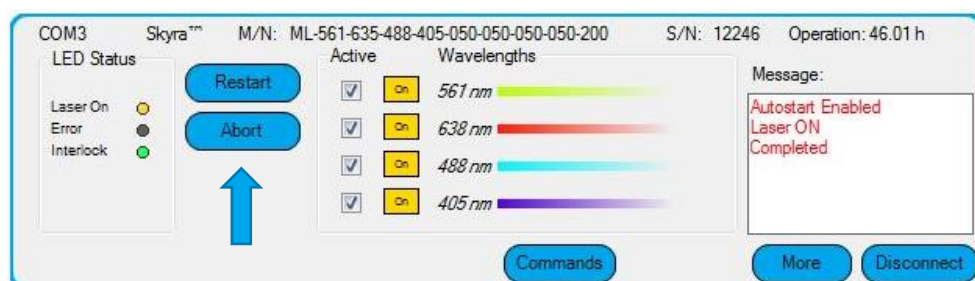 COM3 Skyra™ M/N: ML-561-635-488-405-050-050-050-050-200 S/N: 12246 Operation: 46.01 h
LED Status
Laser On
Error
Interlock
Restart
Abort
Active Wavelengths
On 561 nm
On 638 nm
On 488 nm
On 405 nm
Message:
Autostart Enabled
Laser ON
Completed
Commands
More
Disconnect